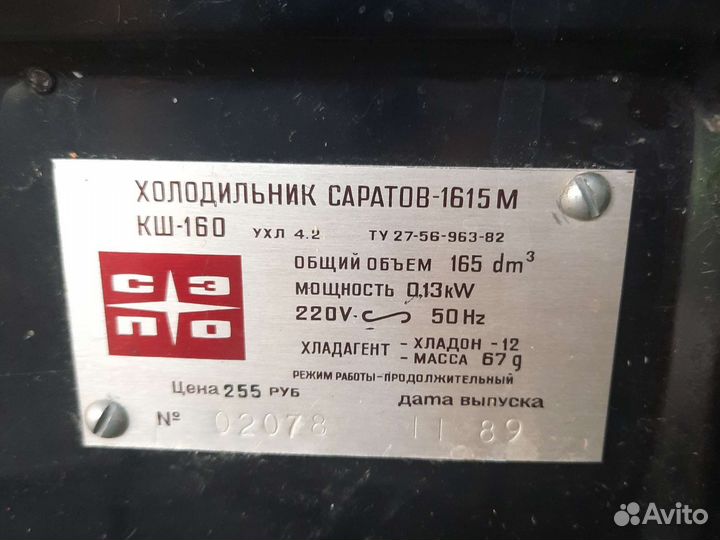 ХОЛОДИЛЬНИК САРАТОВ-1615М
КШ-160 УХЛ 4.2 ТУ 27-56-963-82
СЭПО
ОБЩИЙ ОБЪЕМ 165 dm³
МОЩНОСТЬ 0,13kW
220V~ 50Hz
ХЛАДАГЕНТ - ХЛАДОН -12
- МАССА 67g
РЕЖИМ РАБОТЫ-ПРОДОЛЖИТЕЛЬНЫЙ
Цена 255 РУБ дата выпуска
№ 02078 11 89
Avito